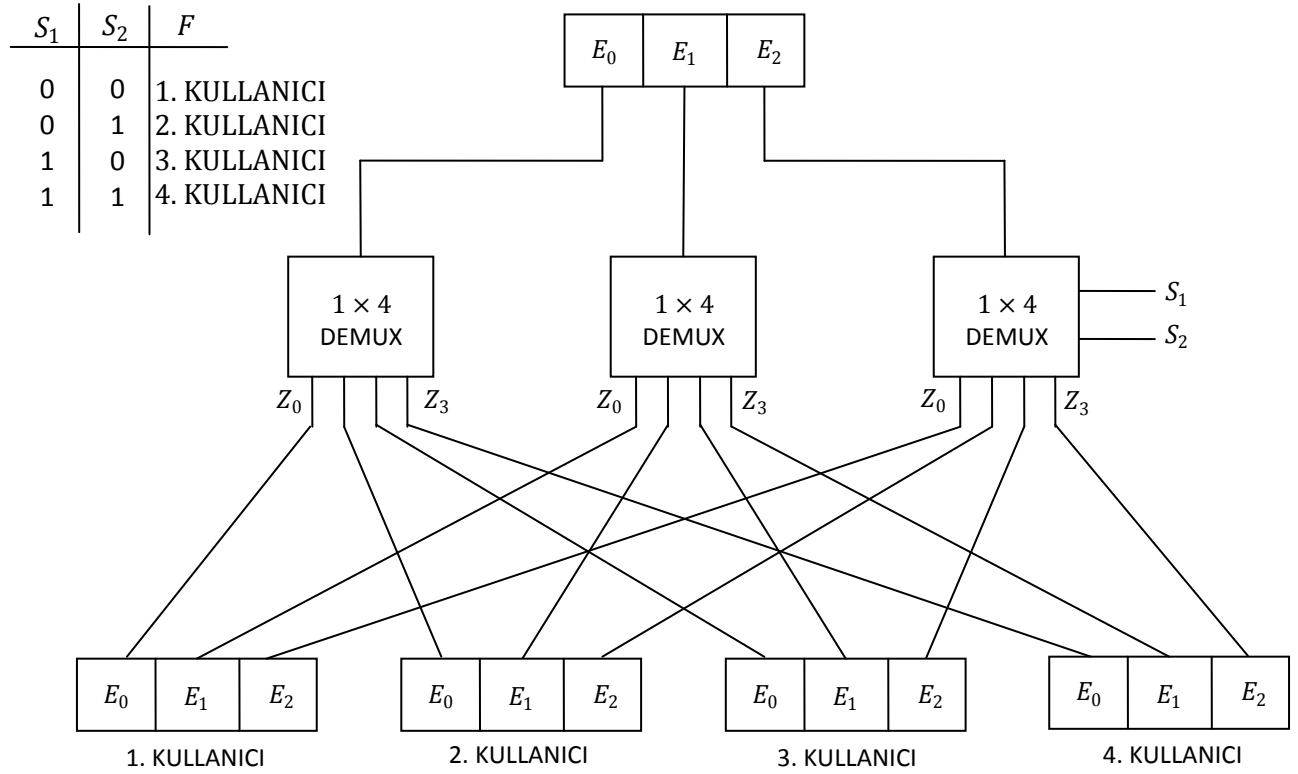 S₁ S₂ F
0 0 1. KULLANICI
0 1 2. KULLANICI
1 0 3. KULLANICI
1 1 4. KULLANICI
E₀ E₁ E₂
1 × 4 DEMUX
1 × 4 DEMUX
1 × 4 DEMUX
S₁
S₂
Z₀ Z₃ Z₀ Z₃ Z₀ Z₃
E₀ E₁ E₂ E₀ E₁ E₂ E₀ E₁ E₂ E₀ E₁ E₂
1. KULLANICI 2. KULLANICI 3. KULLANICI 4. KULLANICI